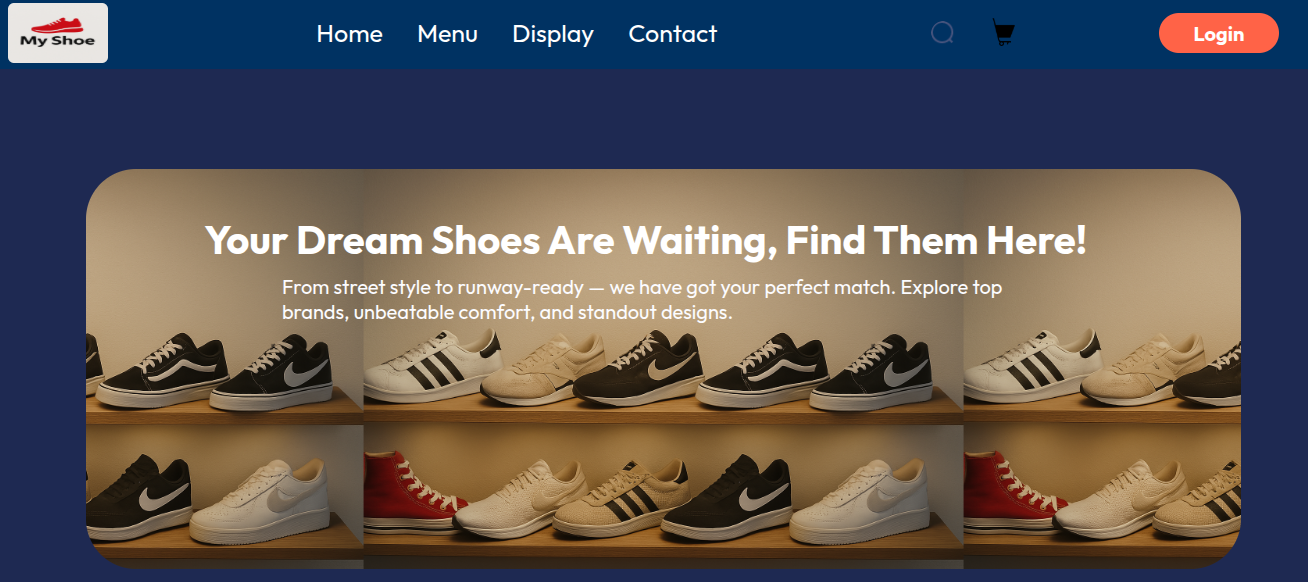 My Shoe
Home Menu Display Contact
Login
Your Dream Shoes Are Waiting, Find Them Here!
From street style to runway-ready — we have got your perfect match. Explore top
brands, unbeatable comfort, and standout designs.